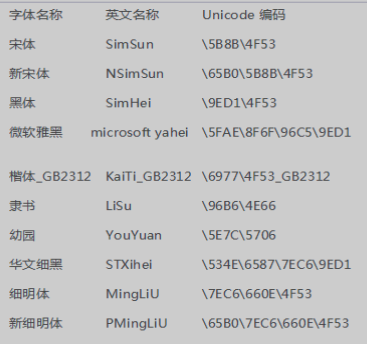 字体名称 英文名称 Unicode 编码
宋体 SimSun \5B8B\4F53
新宋体 NSimSun \65B0\5B8B\4F53
黑体 SimHei \9ED1\4F53
微软雅黑 microsoft yahei \5FAE\8F6F\96C5\9ED1
楷体_GB2312 KaiTi_GB2312 \6977\4F53_GB2312
隶书 LiSu \96B6\4E66
幼园 YouYuan \5E7C\5706
华文细黑 STXihei \534E\6587\7EC6\9ED1
细明体 MingLiU \7EC6\660E\4F53
新细明体 PMingLiU \65B0\7EC6\660E\4F53